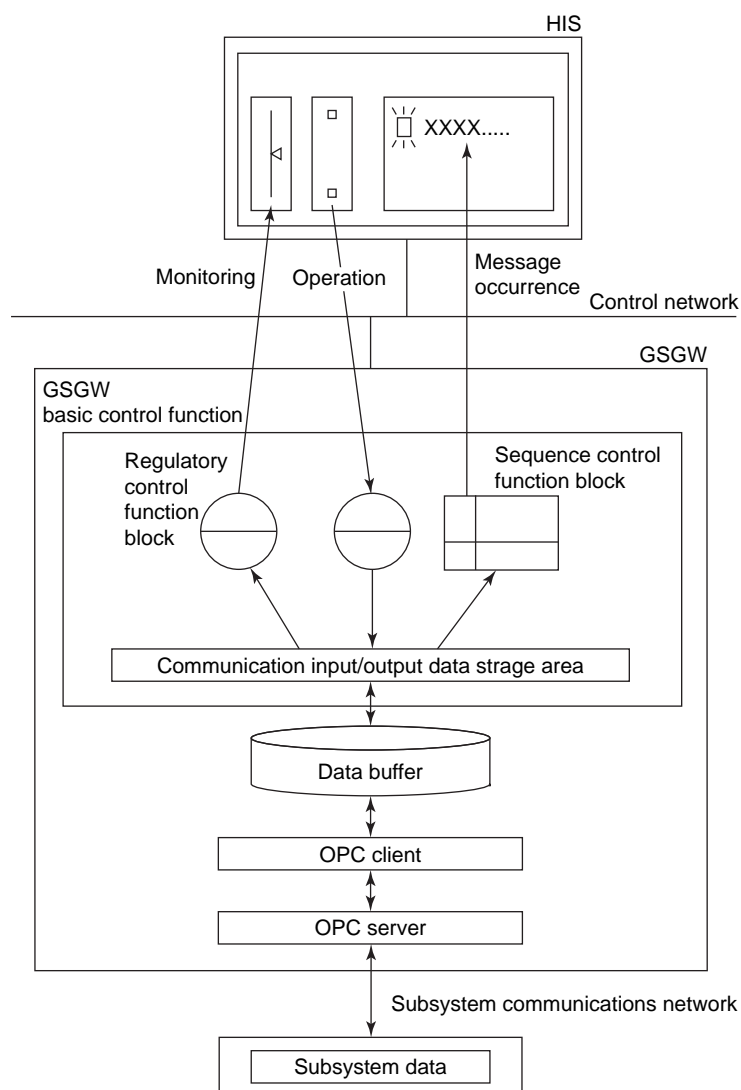 HIS
XXXX.....
Monitoring
Operation
Message
occurrence
Control network
GSGW
GSGW
basic control function
Regulatory
control
function
block
Sequence control
function block
Communication input/output data strage area
Data buffer
OPC client
OPC server
Subsystem communications network
Subsystem data